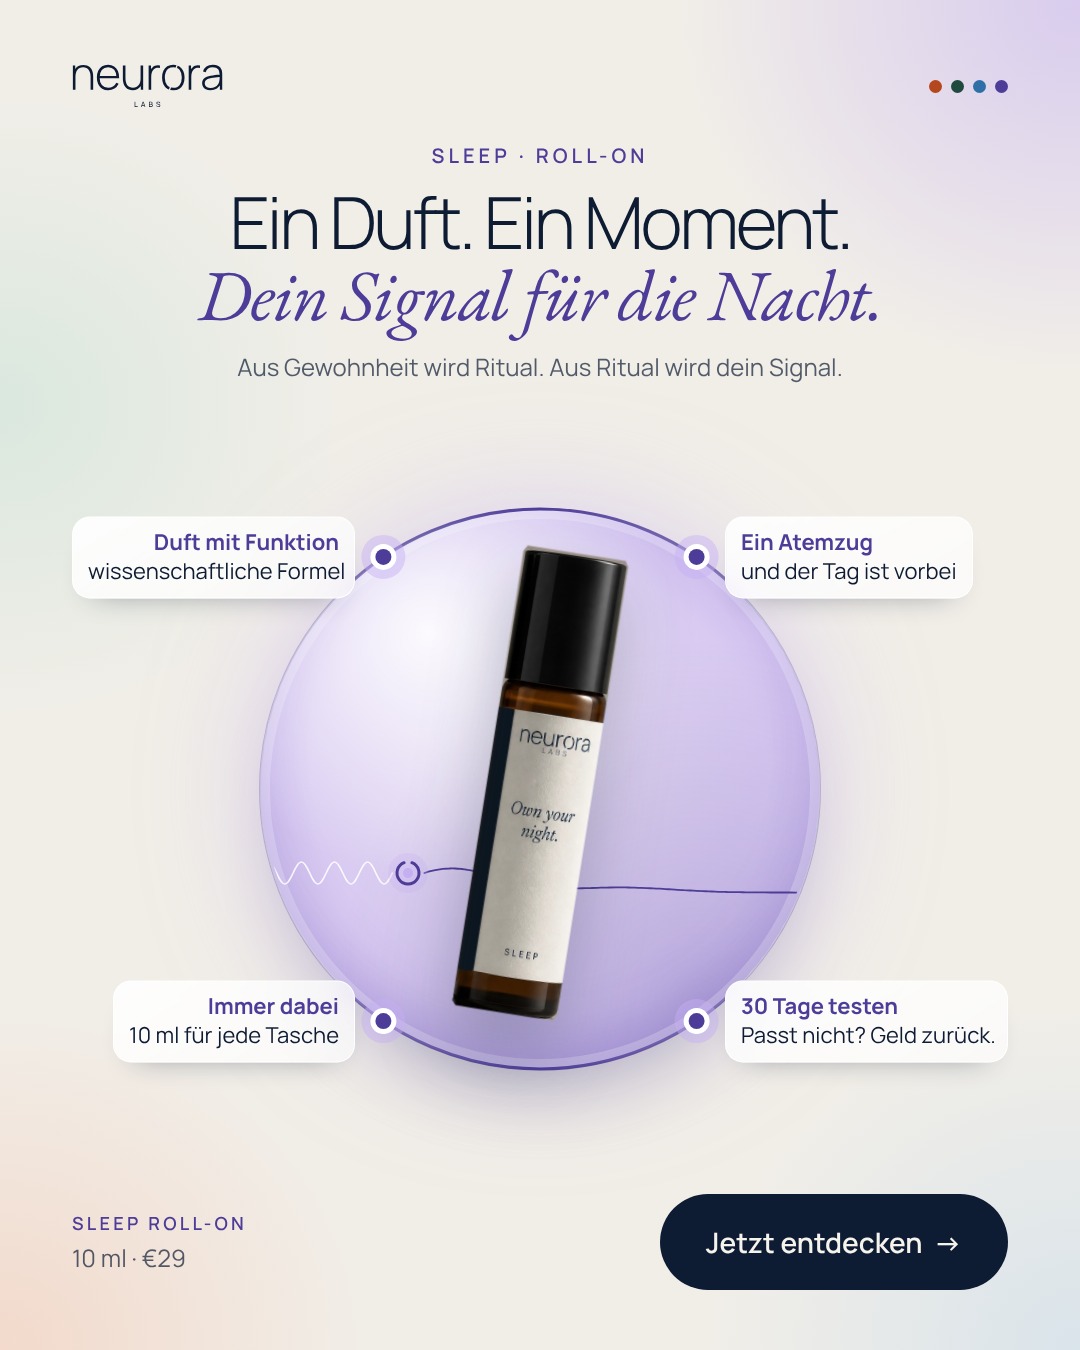 neurora
LABS
SLEEP · ROLL-ON
Ein Duft. Ein Moment.
Dein Signal für die Nacht.
Aus Gewohnheit wird Ritual. Aus Ritual wird dein Signal.
Duft mit Funktion
wissenschaftliche Formel
Ein Atemzug
und der Tag ist vorbei
neurora
LABS
Own your
night.
SLEEP
Immer dabei
10 ml für jede Tasche
30 Tage testen
Passt nicht? Geld zurück.
SLEEP ROLL-ON
10 ml · €29
Jetzt entdecken →